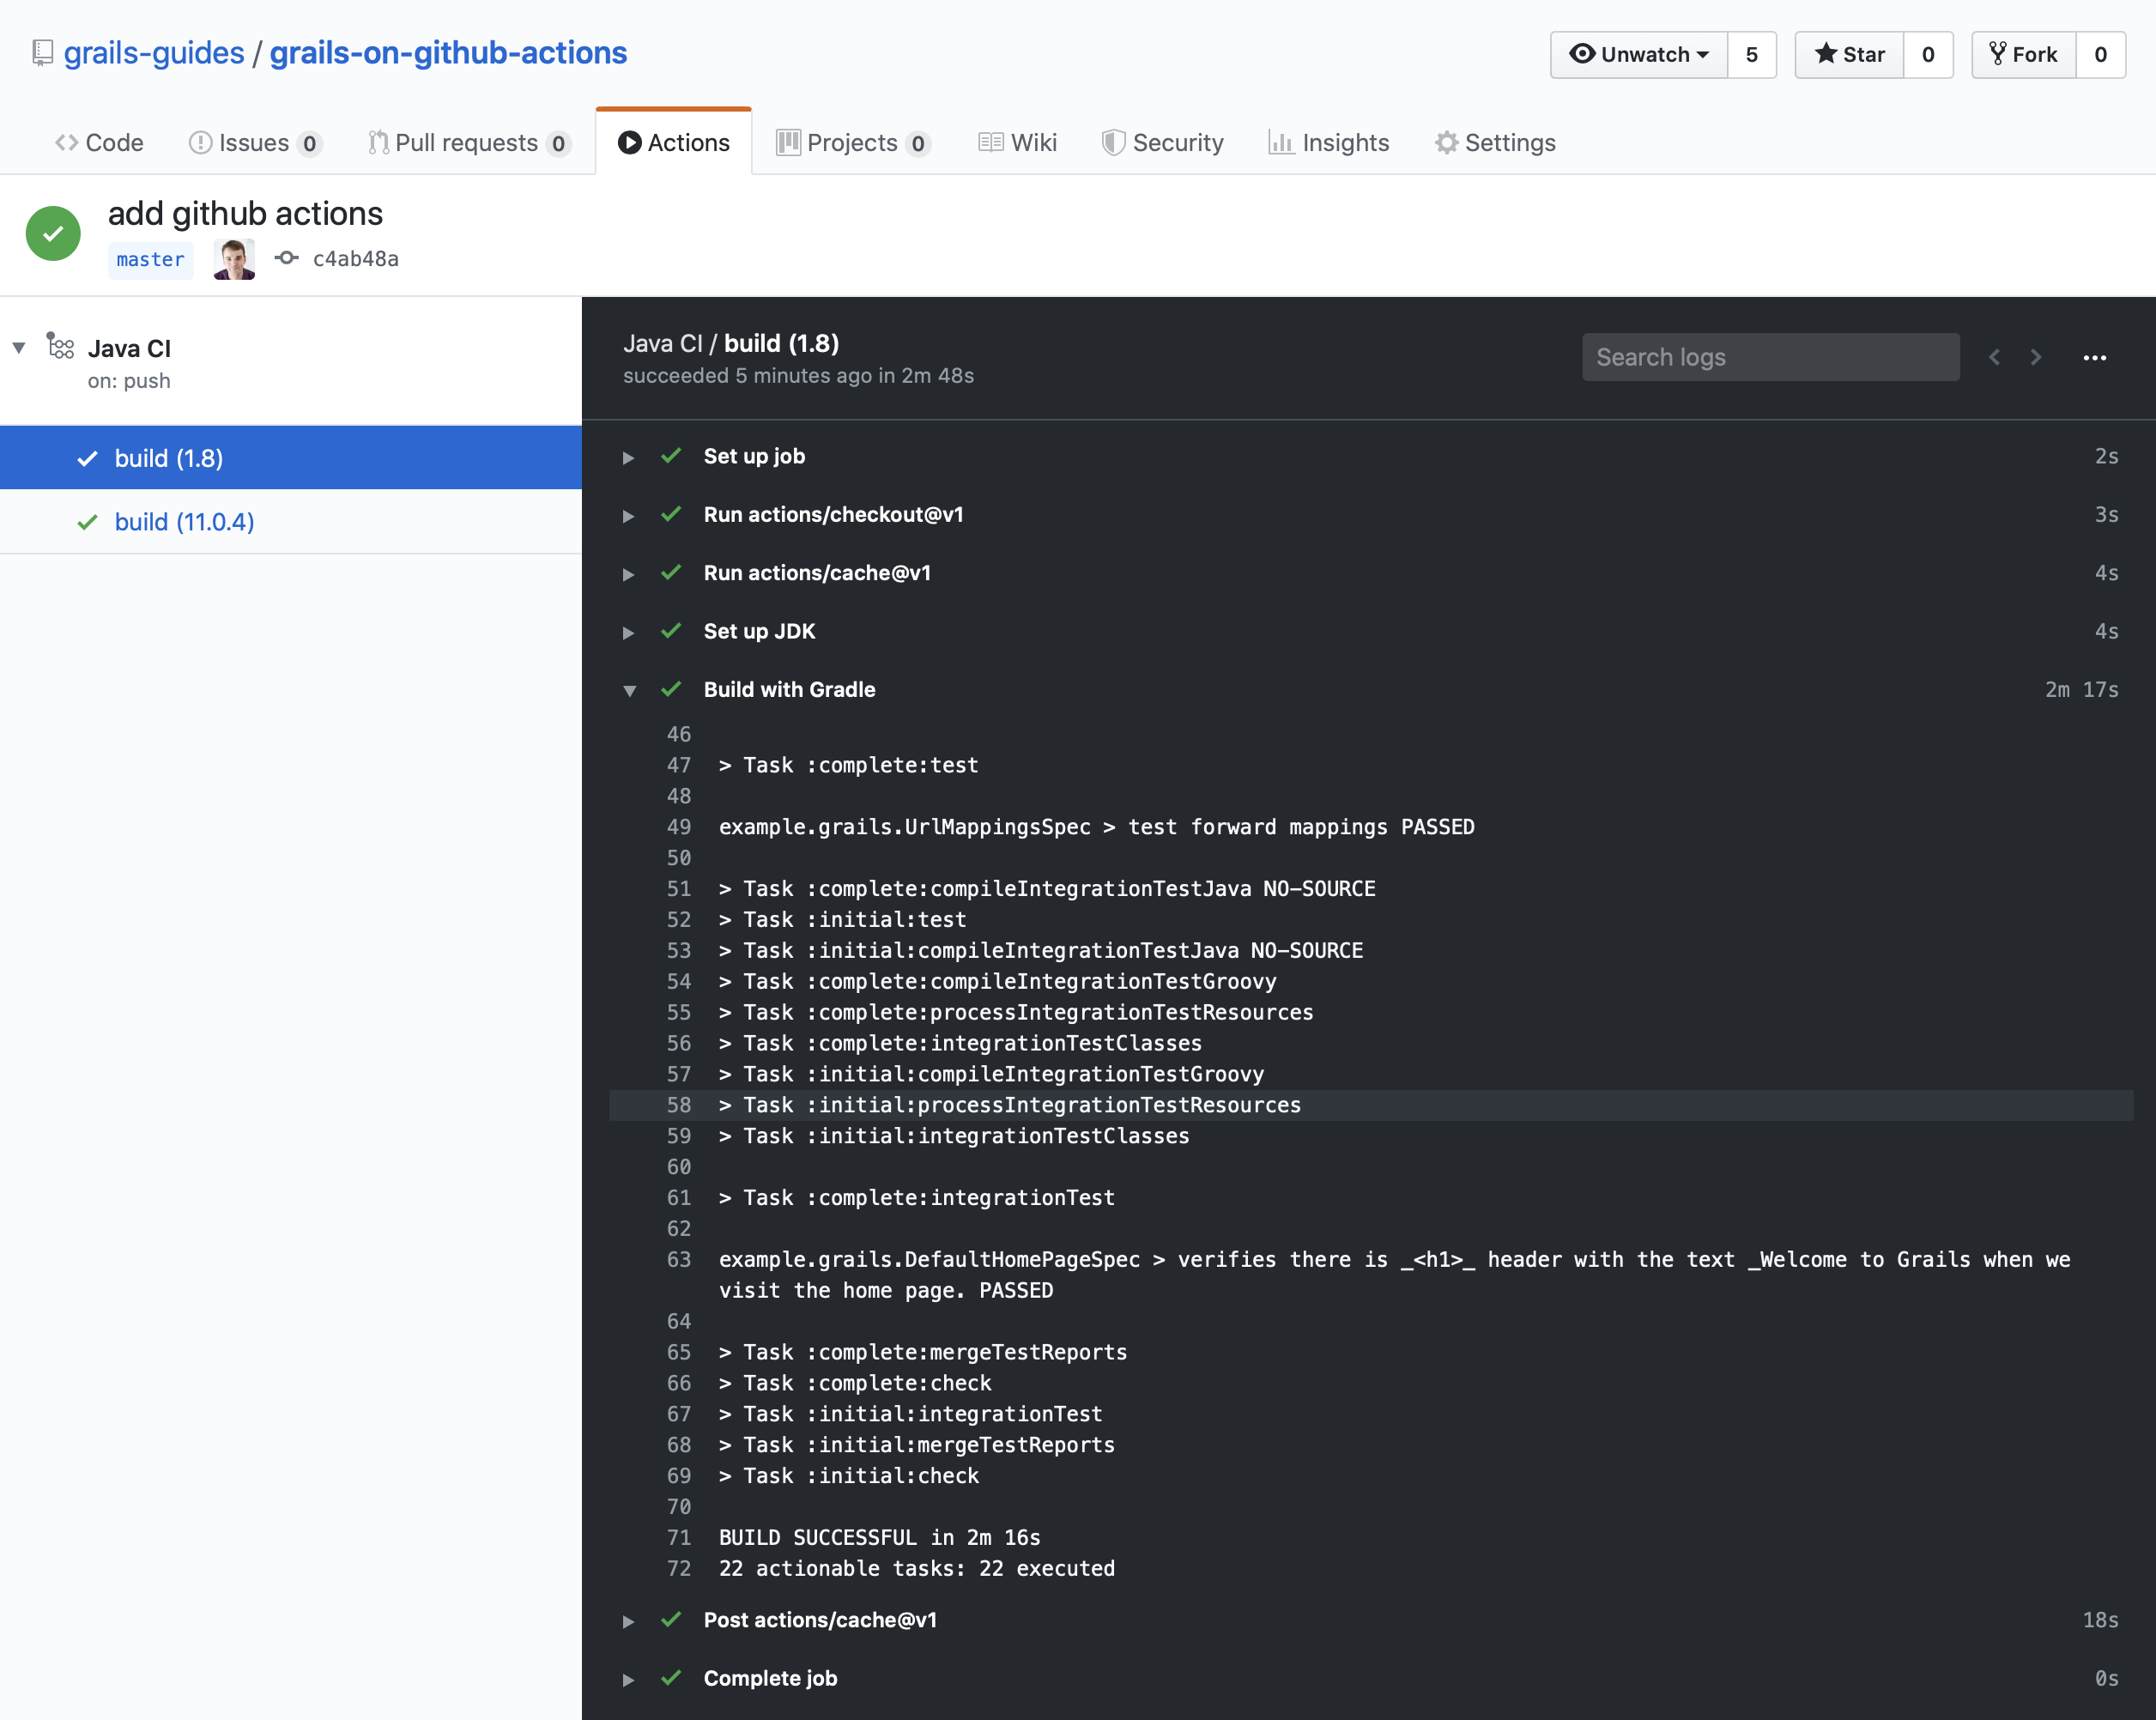 grails-guides / grails-on-github-actions
Unwatch 5 Star 0 Fork 0
Code Issues 0 Pull requests 0 Actions Projects 0 Wiki Security Insights Settings
add github actions
master c4ab48a
Java CI
on: push
build (1.8)
build (11.0.4)
Java CI / build (1.8)
succeeded 5 minutes ago in 2m 48s
Search logs
Set up job 2s
Run actions/checkout@v1 3s
Run actions/cache@v1 4s
Set up JDK 4s
Build with Gradle 2m 17s
46
47 > Task :complete:test
48
49 example.grails.UrlMappingsSpec > test forward mappings PASSED
50
51 > Task :complete:compileIntegrationTestJava NO-SOURCE
52 > Task :initial:test
53 > Task :initial:compileIntegrationTestJava NO-SOURCE
54 > Task :complete:compileIntegrationTestGroovy
55 > Task :complete:processIntegrationTestResources
56 > Task :complete:integrationTestClasses
57 > Task :initial:compileIntegrationTestGroovy
58 > Task :initial:processIntegrationTestResources
59 > Task :initial:integrationTestClasses
60
61 > Task :complete:integrationTest
62
63 example.grails.DefaultHomePageSpec > verifies there is _<h1>_ header with the text _Welcome to Grails when we
visit the home page. PASSED
64
65 > Task :complete:mergeTestReports
66 > Task :complete:check
67 > Task :initial:integrationTest
68 > Task :initial:mergeTestReports
69 > Task :initial:check
70
71 BUILD SUCCESSFUL in 2m 16s
72 22 actionable tasks: 22 executed
Post actions/cache@v1 18s
Complete job 0s